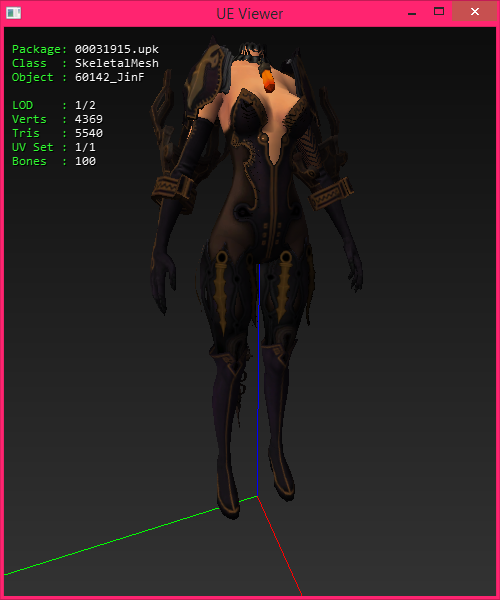 UE Viewer
Package: 00031915.upk
Class  : SkeletalMesh
Object : 60142_JinF
LOD    : 1/2
Verts  : 4369
Tris   : 5540
UV Set : 1/1
Bones  : 100